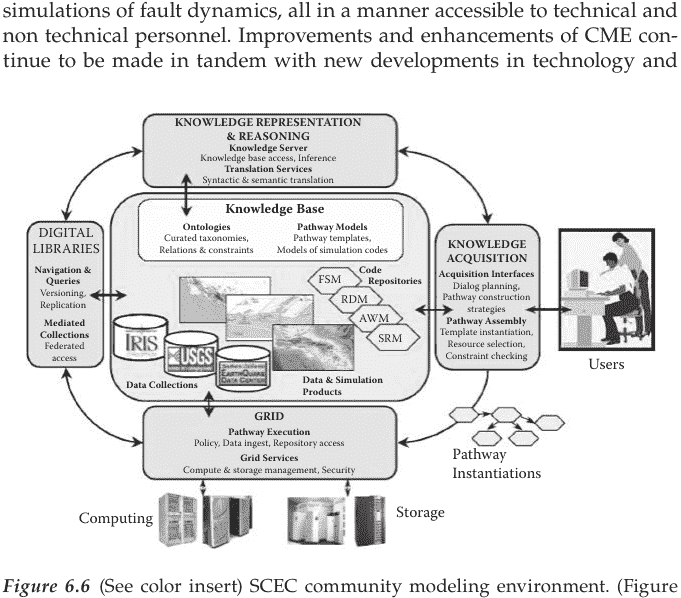 simulations of fault dynamics, all in a manner accessible to technical and
non technical personnel. Improvements and enhancements of CME con-
tinue to be made in tandem with new developments in technology and
KNOWLEDGE REPRESENTATION
& REASONING
Knowledge Server
Knowledge base access, Inference
Translation Services
Syntactic & semantic translation
DIGITAL
LIBRARIES
Navigation &
Queries
Versioning,
Replication
Mediated
Collections
Federated
access
Knowledge Base
Ontologies
Curated taxonomies,
Relations & constraints
Pathway Models
Pathway templates,
Models of simulation codes
Code
Repositories
FSM
RDM
AWM
SRM
IRIS
USGS
EARTHQUAKE
DATA CENTER
Data Collections
Data & Simulation
Products
KNOWLEDGE
ACQUISITION
Acquisition Interfaces
Dialog planning,
Pathway construction
strategies
Pathway Assembly
Template instantiation,
Resource selection,
Constraint checking
Users
GRID
Pathway Execution
Policy, Data ingest, Repository access
Grid Services
Compute & storage management, Security
Pathway
Instantiations
Computing
Storage
Figure 6.6 (See color insert) SCEC community modeling environment. (Figure